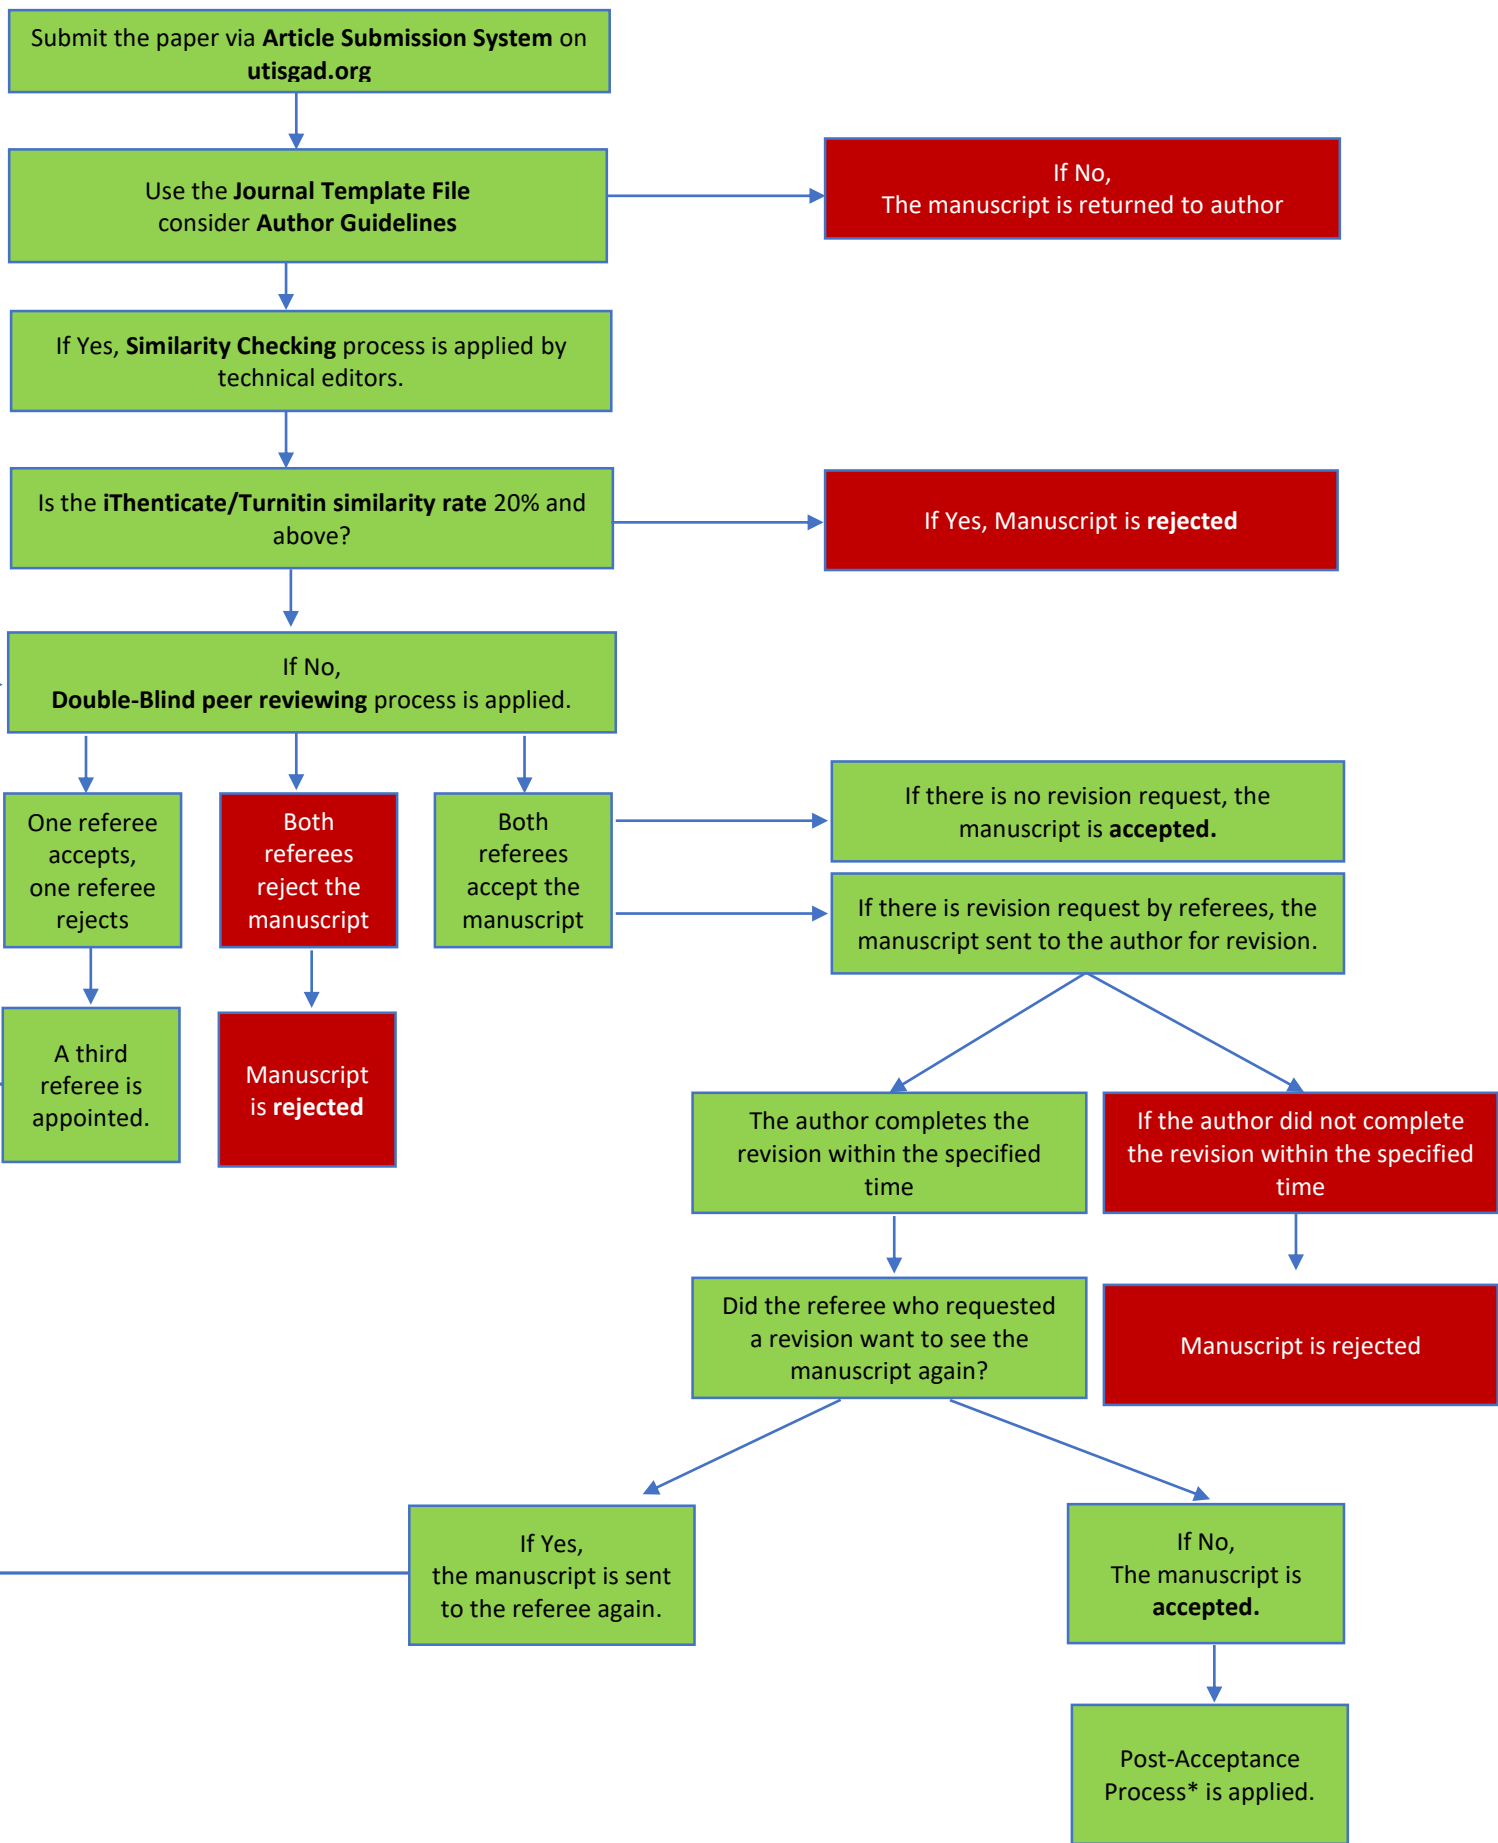 Submit the paper via Article Submission System on
utisgad.org
Use the Journal Template File
consider Author Guidelines
If No,
The manuscript is returned to author
If Yes, Similarity Checking process is applied by
technical editors.
Is the iThenticate/Turnitin similarity rate 20% and
above?
If Yes, Manuscript is rejected
If No,
Double-Blind peer reviewing process is applied.
One referee
accepts,
one referee
rejects
Both
referees
reject the
manuscript
Both
referees
accept the
manuscript
If there is no revision request, the
manuscript is accepted.
If there is revision request by referees, the
manuscript sent to the author for revision.
A third
referee is
appointed.
Manuscript
is rejected
The author completes the
revision within the specified
time
If the author did not complete
the revision within the specified
time
Did the referee who requested
a revision want to see the
manuscript again?
Manuscript is rejected
If Yes,
the manuscript is sent
to the referee again.
If No,
The manuscript is
accepted.
Post-Acceptance
Process* is applied.